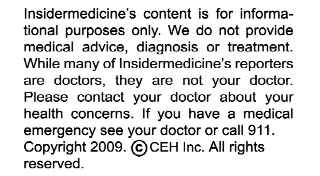 Insidermedicine's content is for informa-
tional purposes only. We do not provide
medical advice, diagnosis or treatment.
While many of Insidermedicine's reporters
are doctors, they are not your doctor.
Please contact your doctor about your
health concerns. If you have a medical
emergency see your doctor or call 911.
Copyright 2009. ©CEH Inc. All rights
reserved.